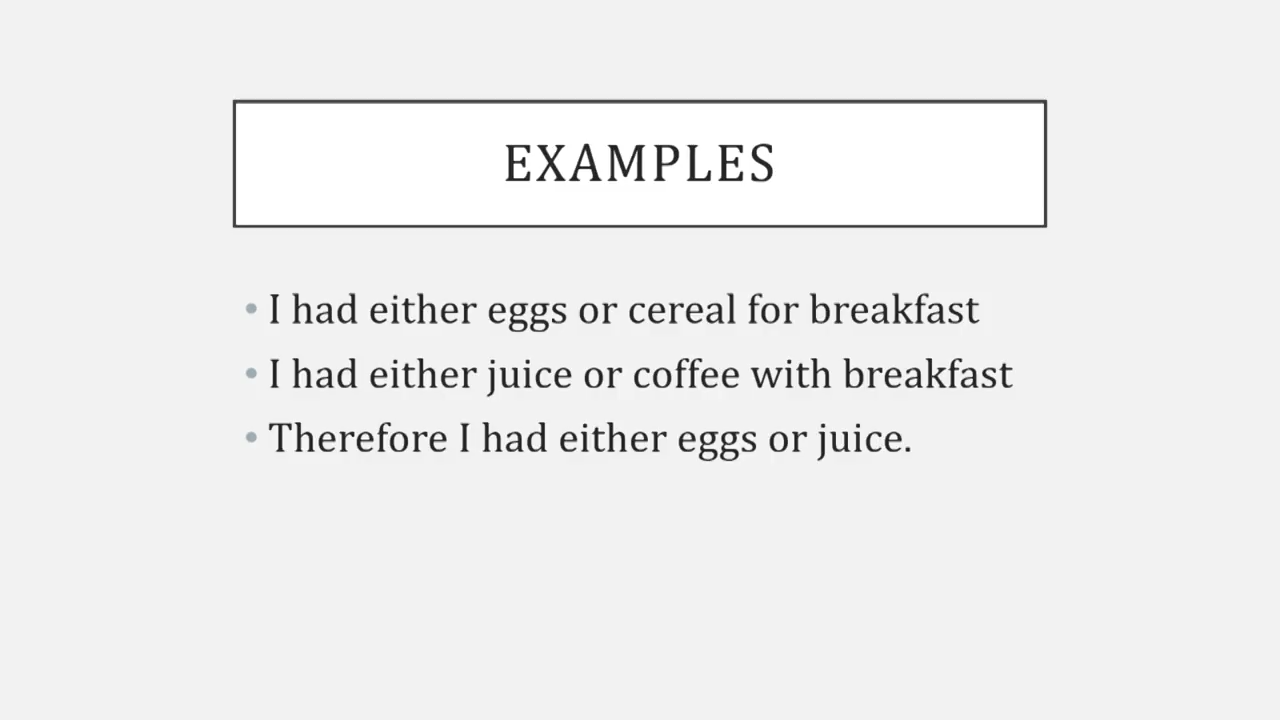 EXAMPLES
• I had either eggs or cereal for breakfast
• I had either juice or coffee with breakfast
• Therefore I had either eggs or juice.